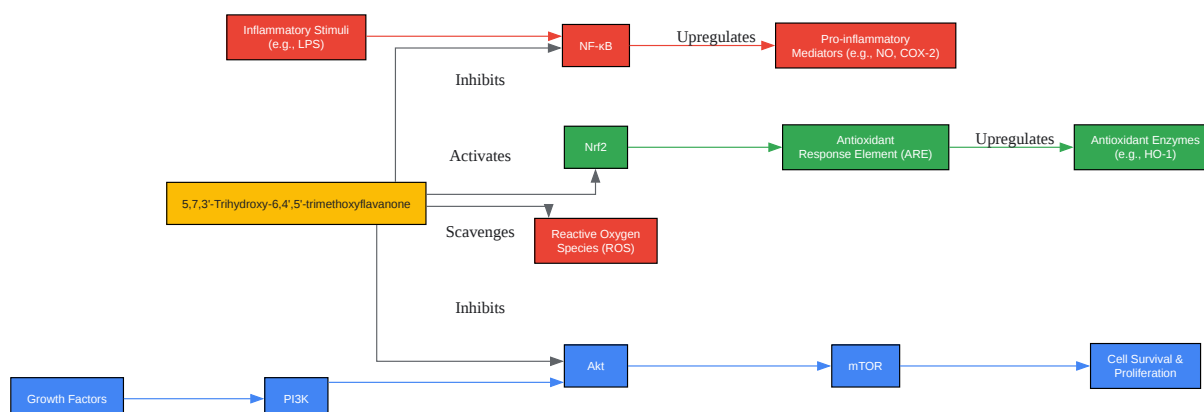 Inflammatory Stimuli
(e.g., LPS)
NF-κB
Upregulates
Pro-inflammatory
Mediators (e.g., NO, COX-2)
Inhibits
Nrf2
Antioxidant
Response Element (ARE)
Upregulates
Antioxidant Enzymes
(e.g., HO-1)
Activates
5,7,3'-Trihydroxy-6,4',5'-trimethoxyflavanone
Scavenges
Reactive Oxygen
Species (ROS)
Inhibits
Akt
mTOR
Cell Survival &
Proliferation
Growth Factors
PI3K